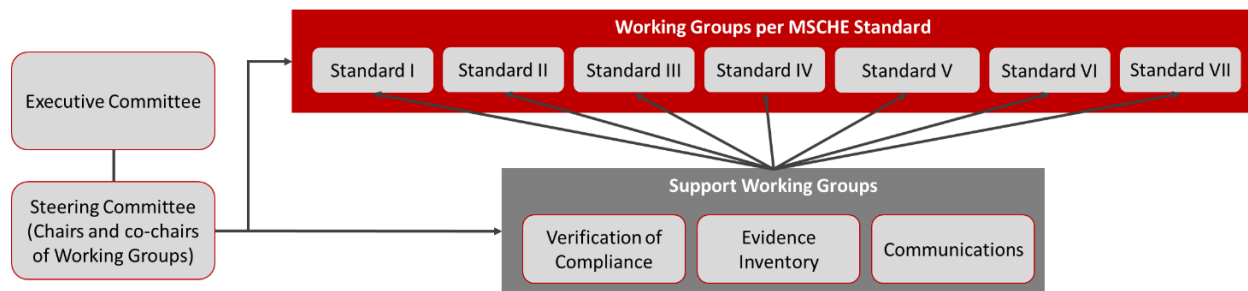 Working Groups per MSCHE Standard
Standard I
Standard II
Standard III
Standard IV
Standard V
Standard VI
Standard VII
Executive Committee
Steering Committee
(Chairs and co-chairs
of Working Groups)
Support Working Groups
Verification of
Compliance
Evidence
Inventory
Communications